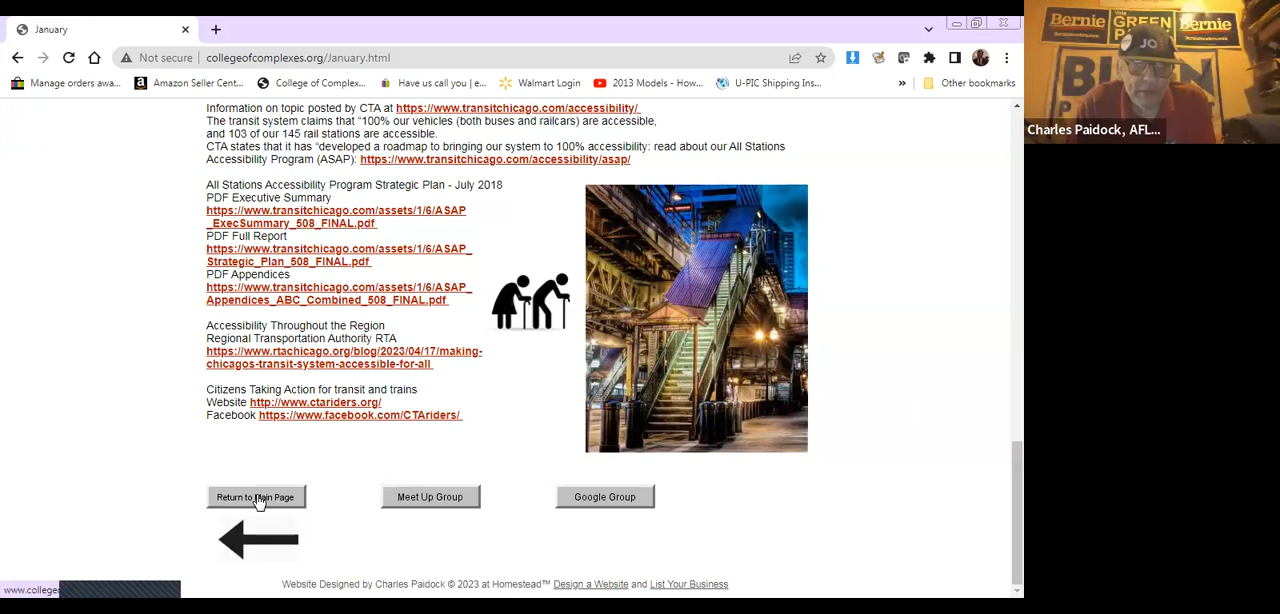 January
Not secure
collegeofcomplexes.org/January.html
Manage orders awa...
Amazon Seller Cent...
College of Complex...
Have us call you | e...
Walmart Login
2013 Models - How...
U-PIC Shipping Ins...
»
Other bookmarks
Information on topic posted by CTA at https://www.transitchicago.com/accessibility/
The transit system claims that “100% our vehicles (both buses and railcars) are accessible,
and 103 of our 145 rail stations are accessible.
CTA states that it has “developed a roadmap to bringing our system to 100% accessibility: read about our All Stations
Accessibility Program (ASAP): https://www.transitchicago.com/accessibility/asap/
All Stations Accessibility Program Strategic Plan - July 2018
PDF Executive Summary
https://www.transitchicago.com/assets/1/6/ASAP
_ExecSummary_508_FINAL.pdf
PDF Full Report
https://www.transitchicago.com/assets/1/6/ASAP_
Strategic_Plan_508_FINAL.pdf
PDF Appendices
https://www.transitchicago.com/assets/1/6/ASAP_
Appendices_ABC_Combined_508_FINAL.pdf
Accessibility Throughout the Region
Regional Transportation Authority RTA
https://www.rtachicago.org/blog/2023/04/17/making-
chicagos-transit-system-accessible-for-all
Citizens Taking Action for transit and trains
Website http://www.ctariders.org/
Facebook https://www.facebook.com/CTAriders/
Return to Main Page
Meet Up Group
Google Group
Website Designed by Charles Paidock © 2023 at Homestead™ Design a Website and List Your Business
www.college
Bernie
GREEN
Bernie
JO
Charles Paidock, AFL...